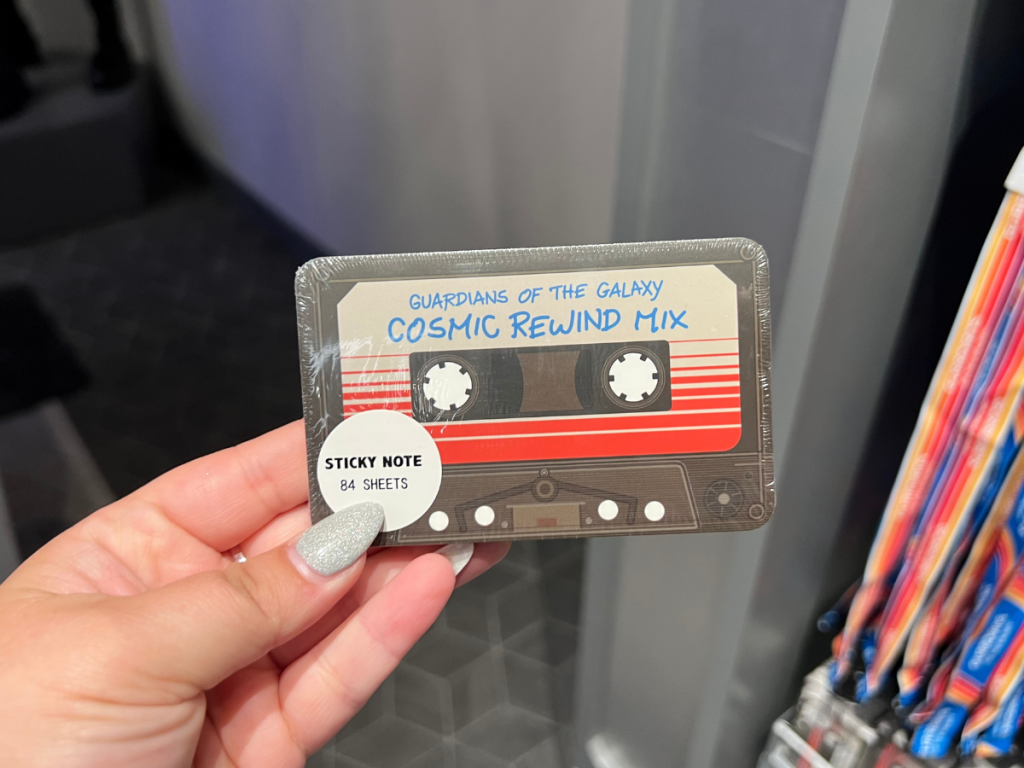 GUARDIANS OF THE GALAXY
COSMIC REWIND MIX
STICKY NOTE
84 SHEETS